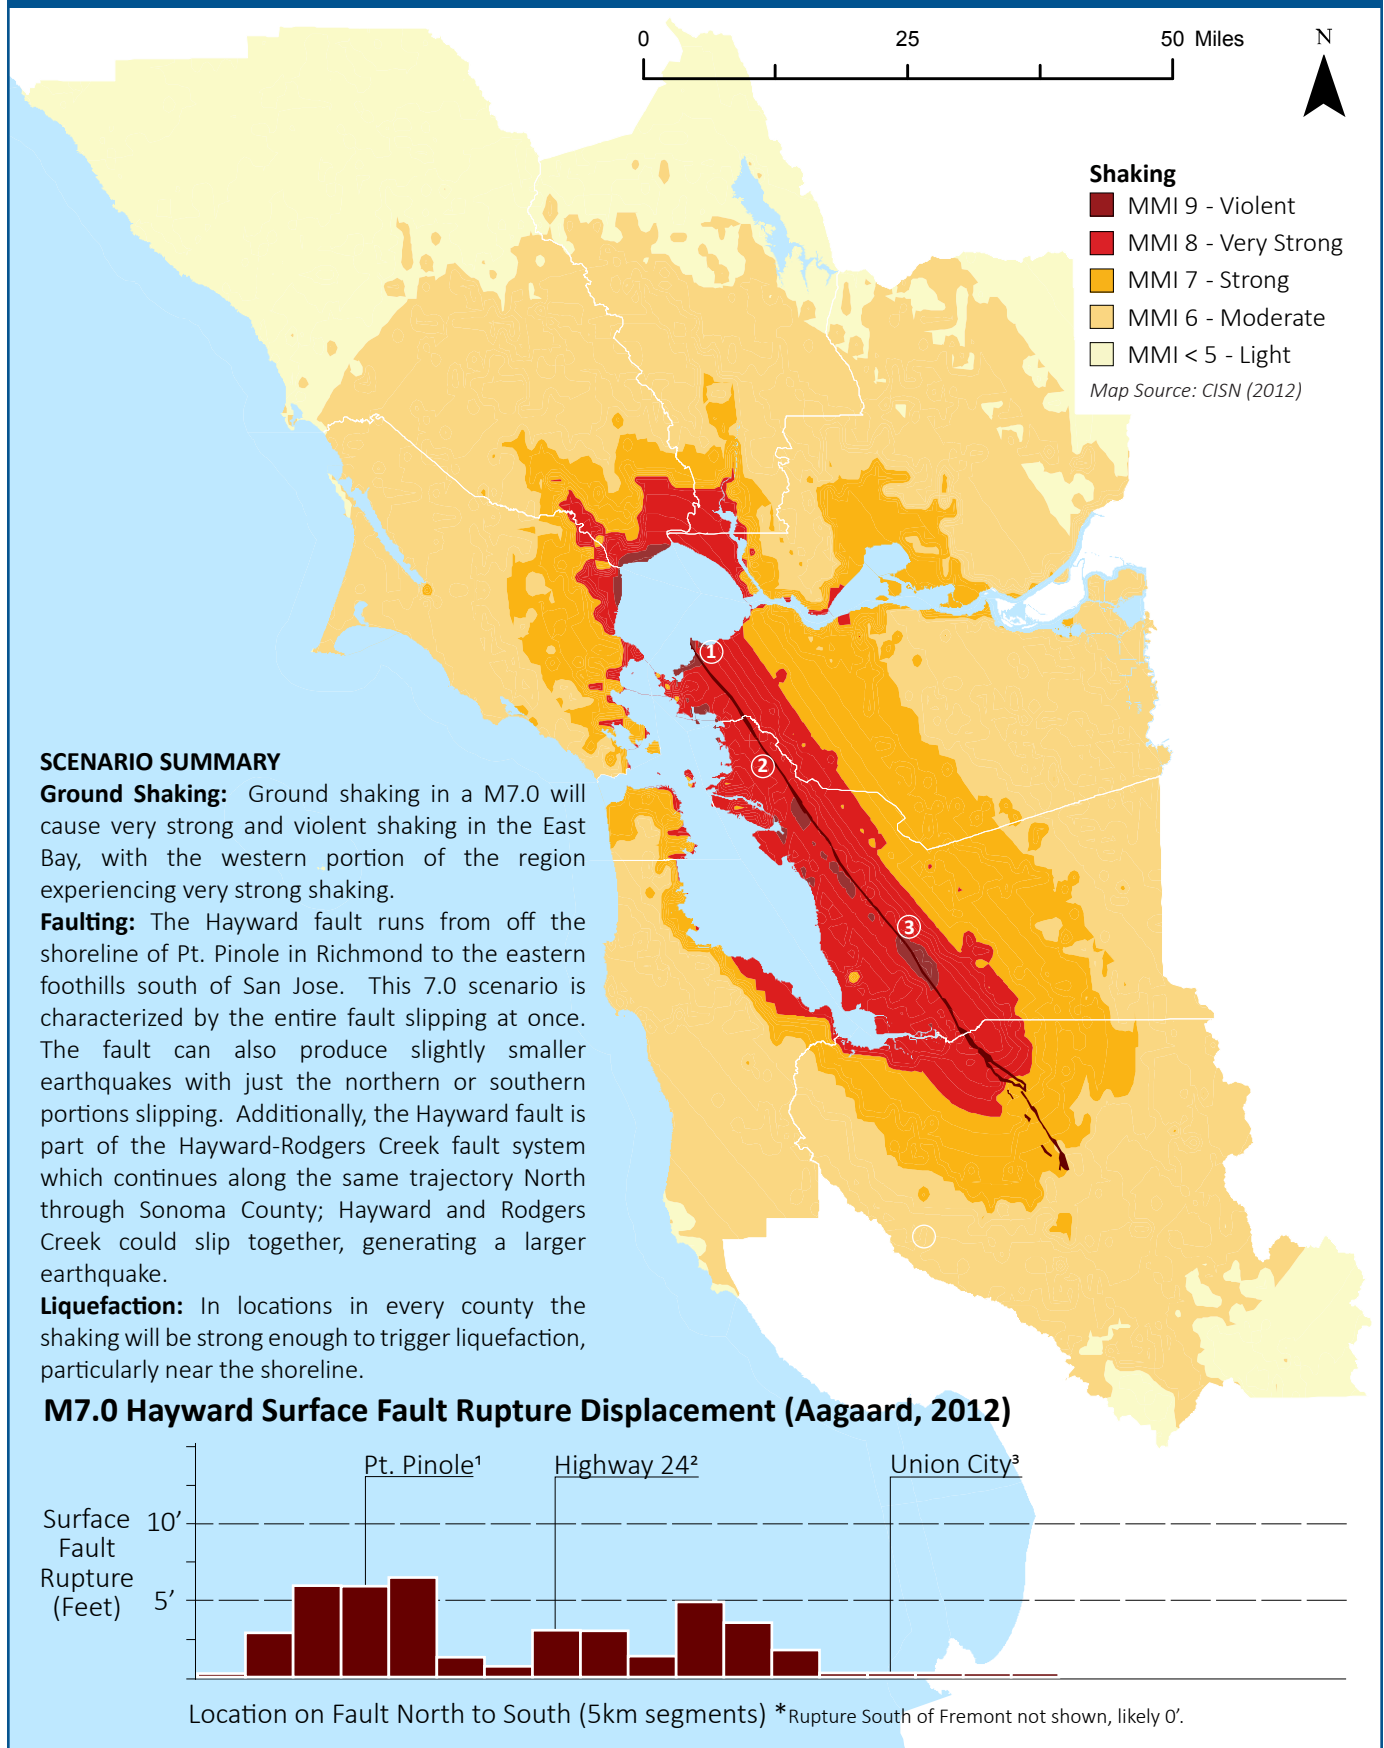 0 25 50 Miles
N
Shaking
MMI 9 - Violent
MMI 8 - Very Strong
MMI 7 - Strong
MMI 6 - Moderate
MMI < 5 - Light
Map Source: CISN (2012)
1
2
3
SCENARIO SUMMARY
Ground Shaking: Ground shaking in a M7.0 will
cause very strong and violent shaking in the East
Bay, with the western portion of the region
experiencing very strong shaking.
Faulting: The Hayward fault runs from off the
shoreline of Pt. Pinole in Richmond to the eastern
foothills south of San Jose. This 7.0 scenario is
characterized by the entire fault slipping at once.
The fault can also produce slightly smaller
earthquakes with just the northern or southern
portions slipping. Additionally, the Hayward fault is
part of the Hayward-Rodgers Creek fault system
which continues along the same trajectory North
through Sonoma County; Hayward and Rodgers
Creek could slip together, generating a larger
earthquake.
Liquefaction: In locations in every county the
shaking will be strong enough to trigger liquefaction,
particularly near the shoreline.
M7.0 Hayward Surface Fault Rupture Displacement (Aagaard, 2012)
Pt. Pinole¹ Highway 24² Union City³
Surface
Fault
Rupture
(Feet)
10’
5’
Location on Fault North to South (5km segments) *Rupture South of Fremont not shown, likely 0’.